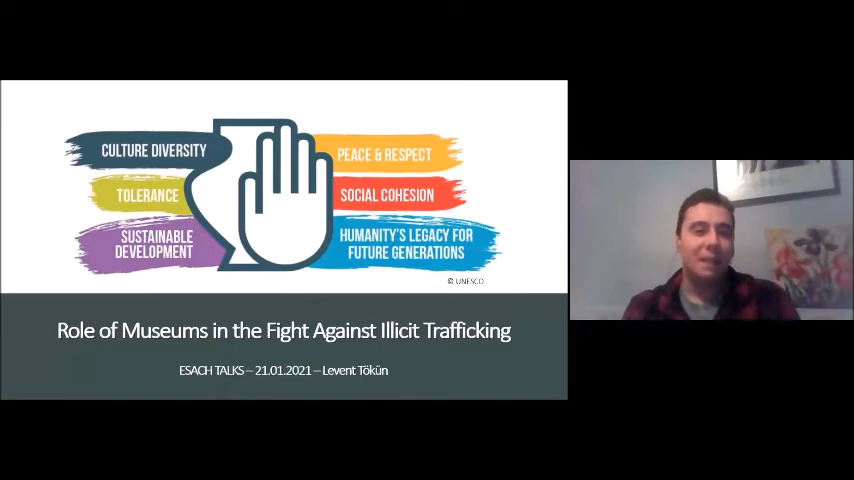 CULTURE DIVERSITY
PEACE & RESPECT
TOLERANCE
SOCIAL COHESION
SUSTAINABLE
DEVELOPMENT
HUMANITY'S LEGACY FOR
FUTURE GENERATIONS
© UNESCO
Role of Museums in the Fight Against Illicit Trafficking
ESACH TALKS – 21.01.2021 – Levent Tökün